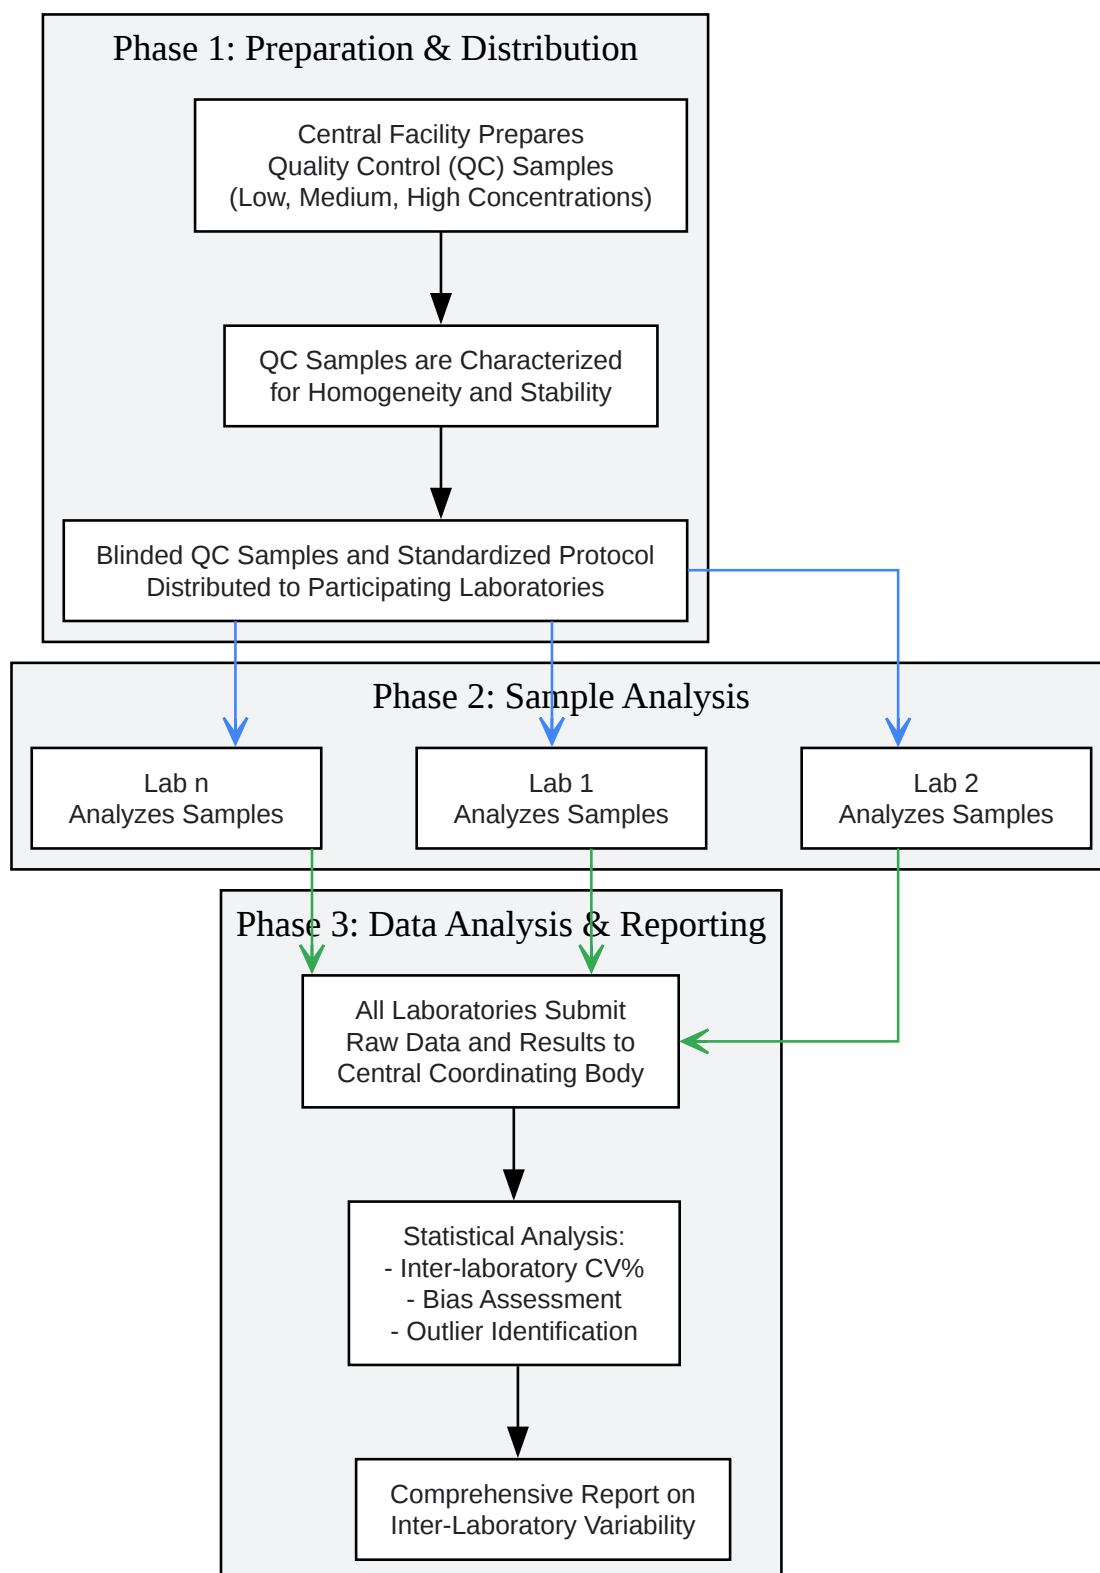 Phase 1: Preparation & Distribution
Central Facility Prepares
Quality Control (QC) Samples
(Low, Medium, High Concentrations)
QC Samples are Characterized
for Homogeneity and Stability
Blinded QC Samples and Standardized Protocol
Distributed to Participating Laboratories
Phase 2: Sample Analysis
Lab n
Analyzes Samples
Lab 1
Analyzes Samples
Lab 2
Analyzes Samples
Phase 3: Data Analysis & Reporting
All Laboratories Submit
Raw Data and Results to
Central Coordinating Body
Statistical Analysis:
- Inter-laboratory CV%
- Bias Assessment
- Outlier Identification
Comprehensive Report on
Inter-Laboratory Variability